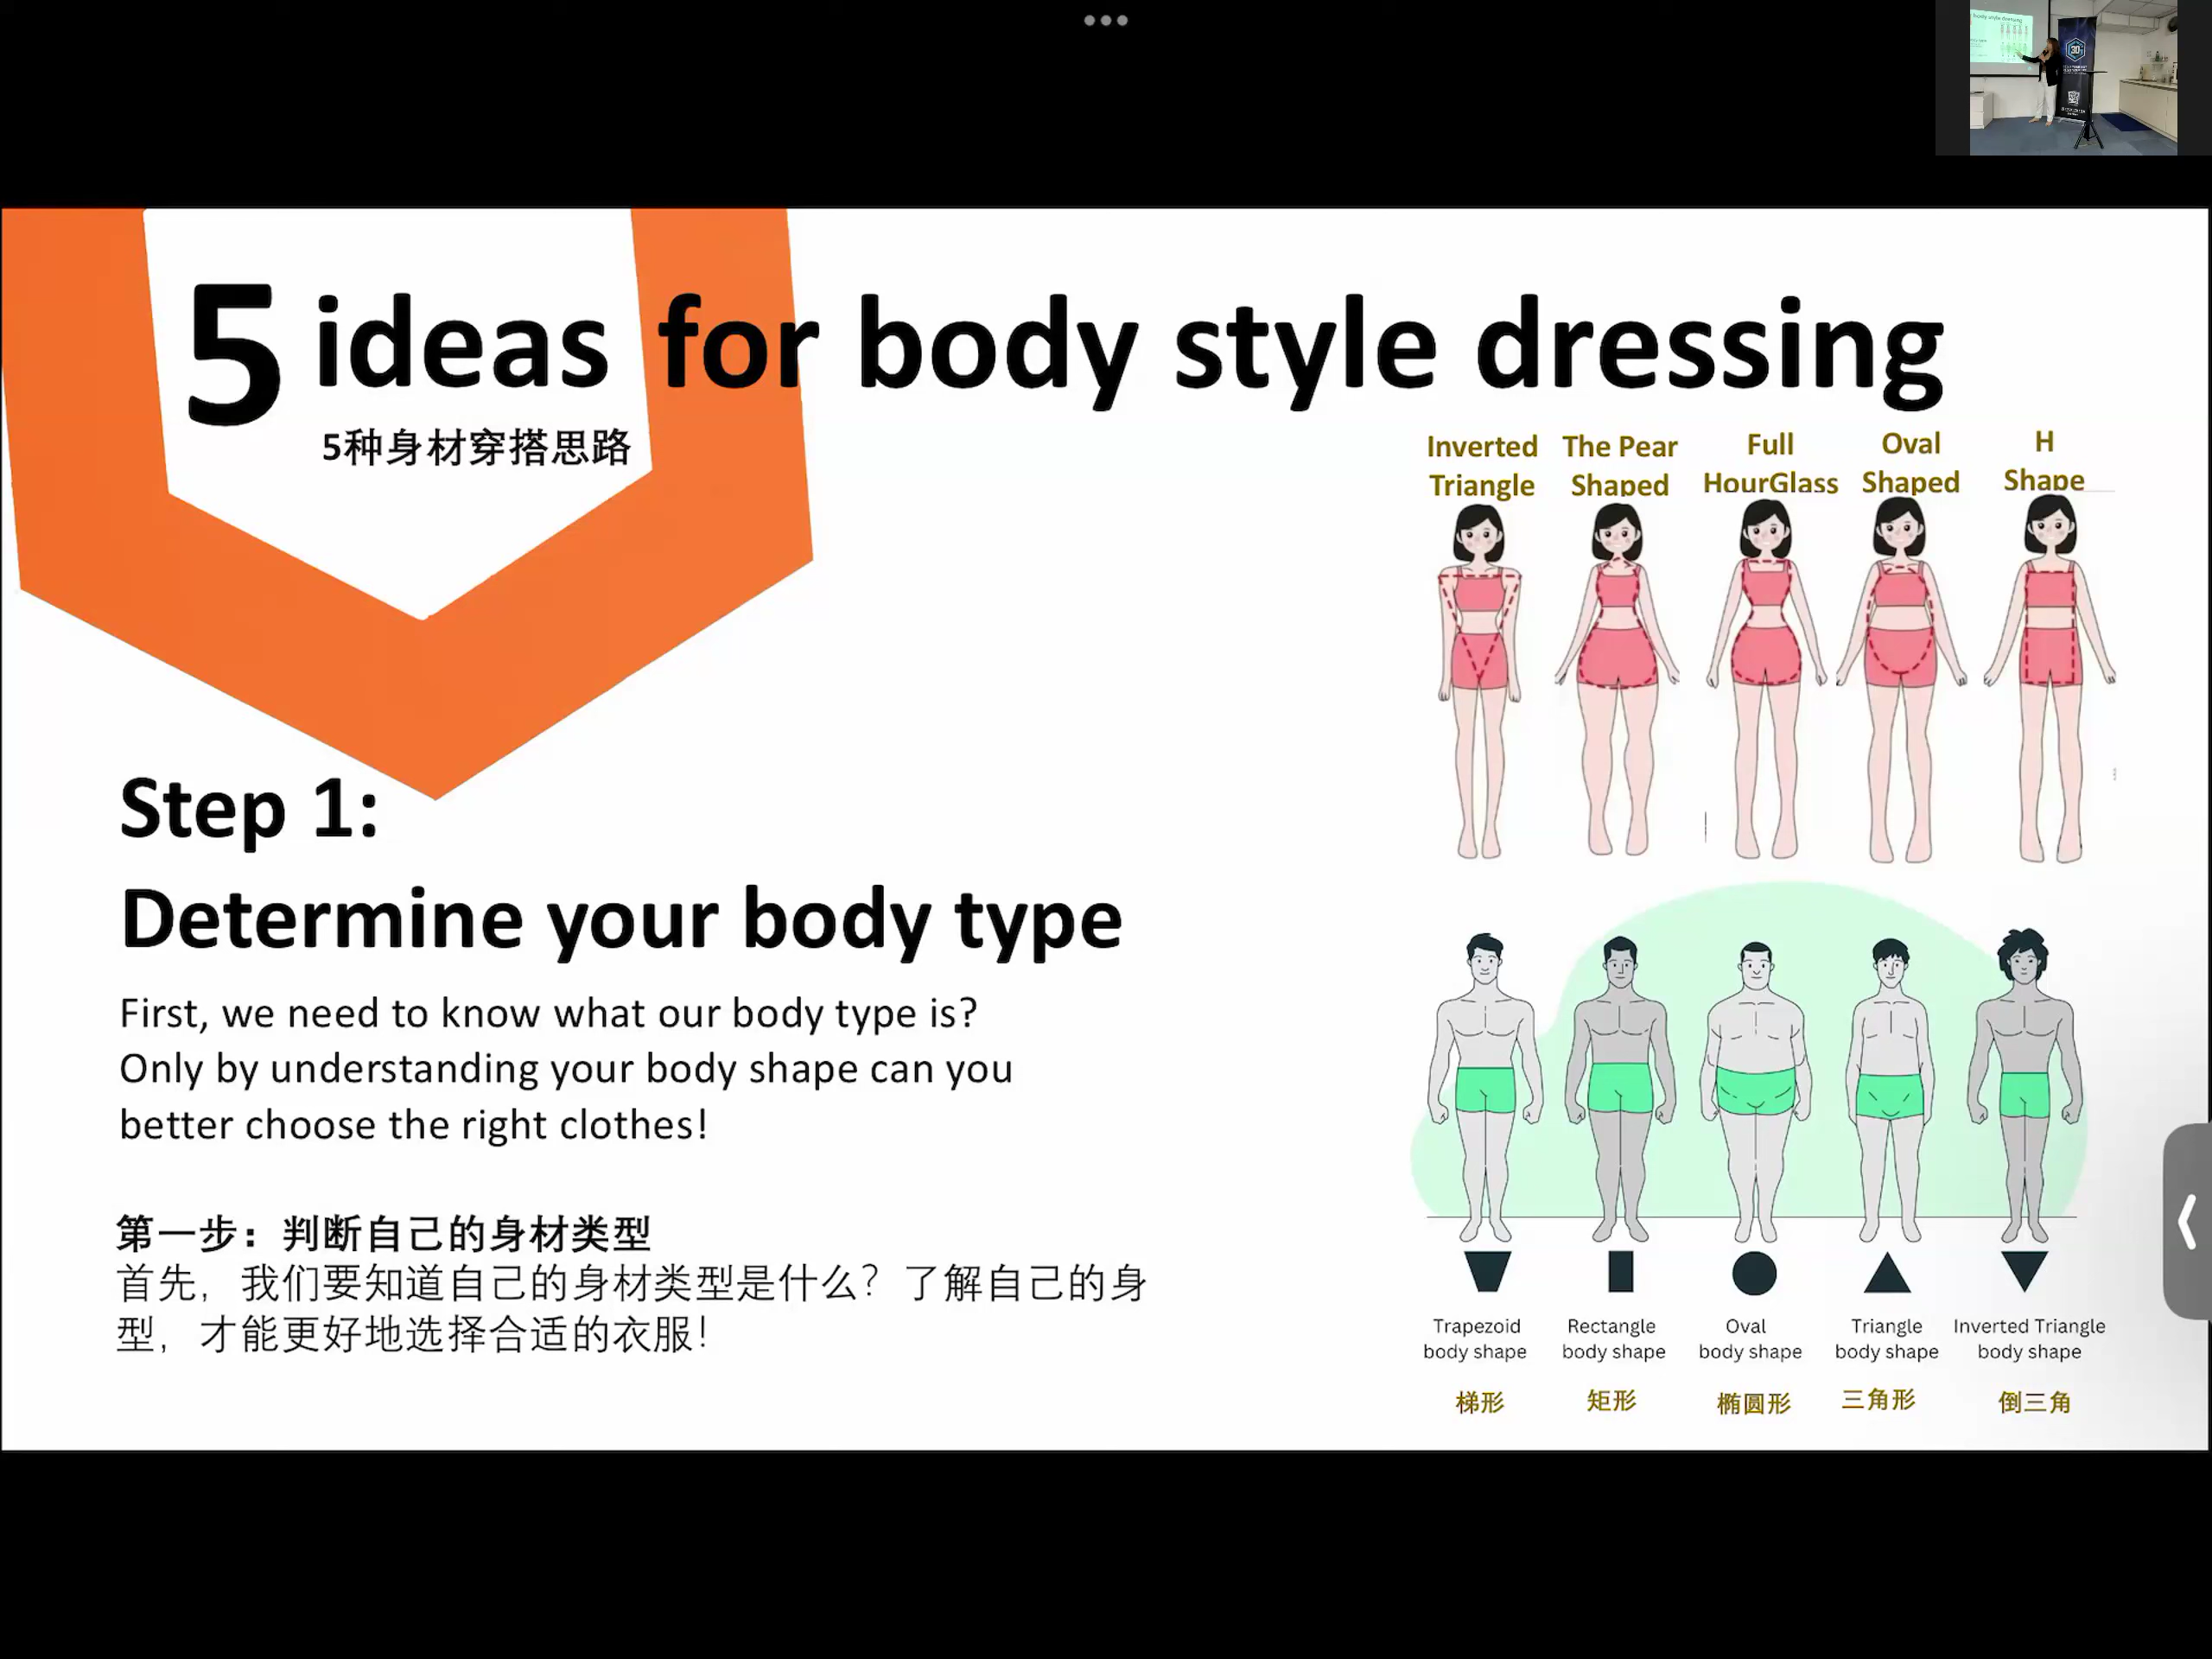 5 ideas for body style dressing
5种身材穿搭思路
Inverted Triangle
The Pear Shaped
Full HourGlass
Oval Shaped
H Shape
Step 1:
Determine your body type
First, we need to know what our body type is?
Only by understanding your body shape can you
better choose the right clothes!
第一步：判断自己的身材类型
首先，我们要知道自己的身材类型是什么？了解自己的身
型，才能更好地选择合适的衣服！
Trapezoid body shape
Rectangle body shape
Oval body shape
Triangle body shape
Inverted Triangle body shape
梯形
矩形
椭圆形
三角形
倒三角
body style dressing
30